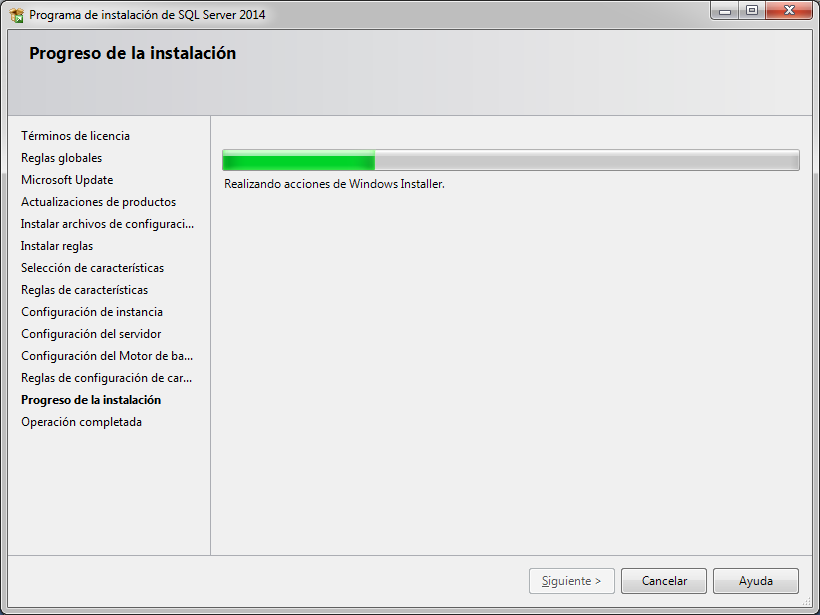 Programa de instalación de SQL Server 2014
Progreso de la instalación
Términos de licencia
Reglas globales
Microsoft Update
Actualizaciones de productos
Instalar archivos de configuraci...
Instalar reglas
Selección de características
Reglas de características
Configuración de instancia
Configuración del servidor
Configuración del Motor de ba...
Reglas de configuración de car...
Progreso de la instalación
Operación completada
Realizando acciones de Windows Installer.
Siguiente > Cancelar Ayuda